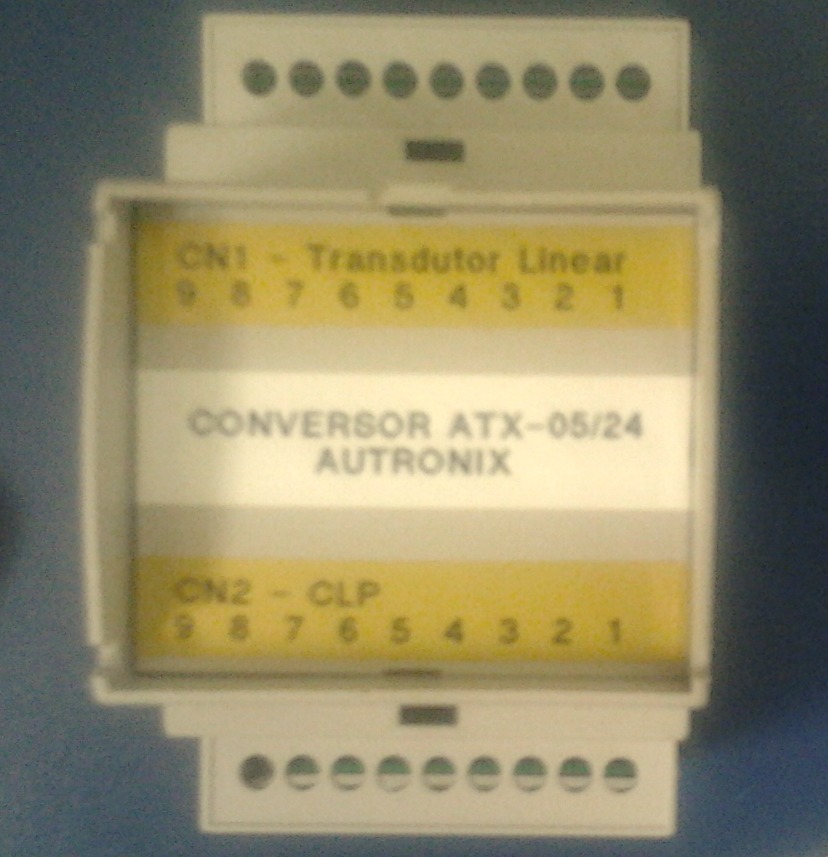 CN1 - Transdutor Linear
9 8 7 6 5 4 3 2 1
CONVERSOR ATX-05/24
AUTRONIX
CN2 - CLP
9 8 7 6 5 4 3 2 1